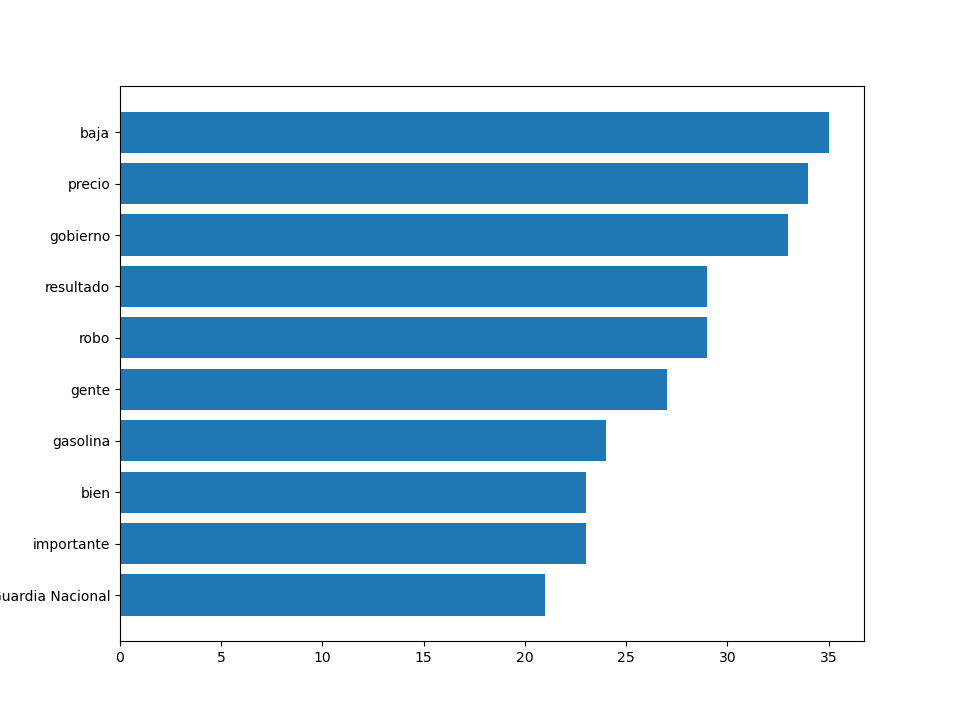 baja
precio
gobierno
resultado
robo
gente
gasolina
bien
importante
uardia Nacional
0 5 10 15 20 25 30 35